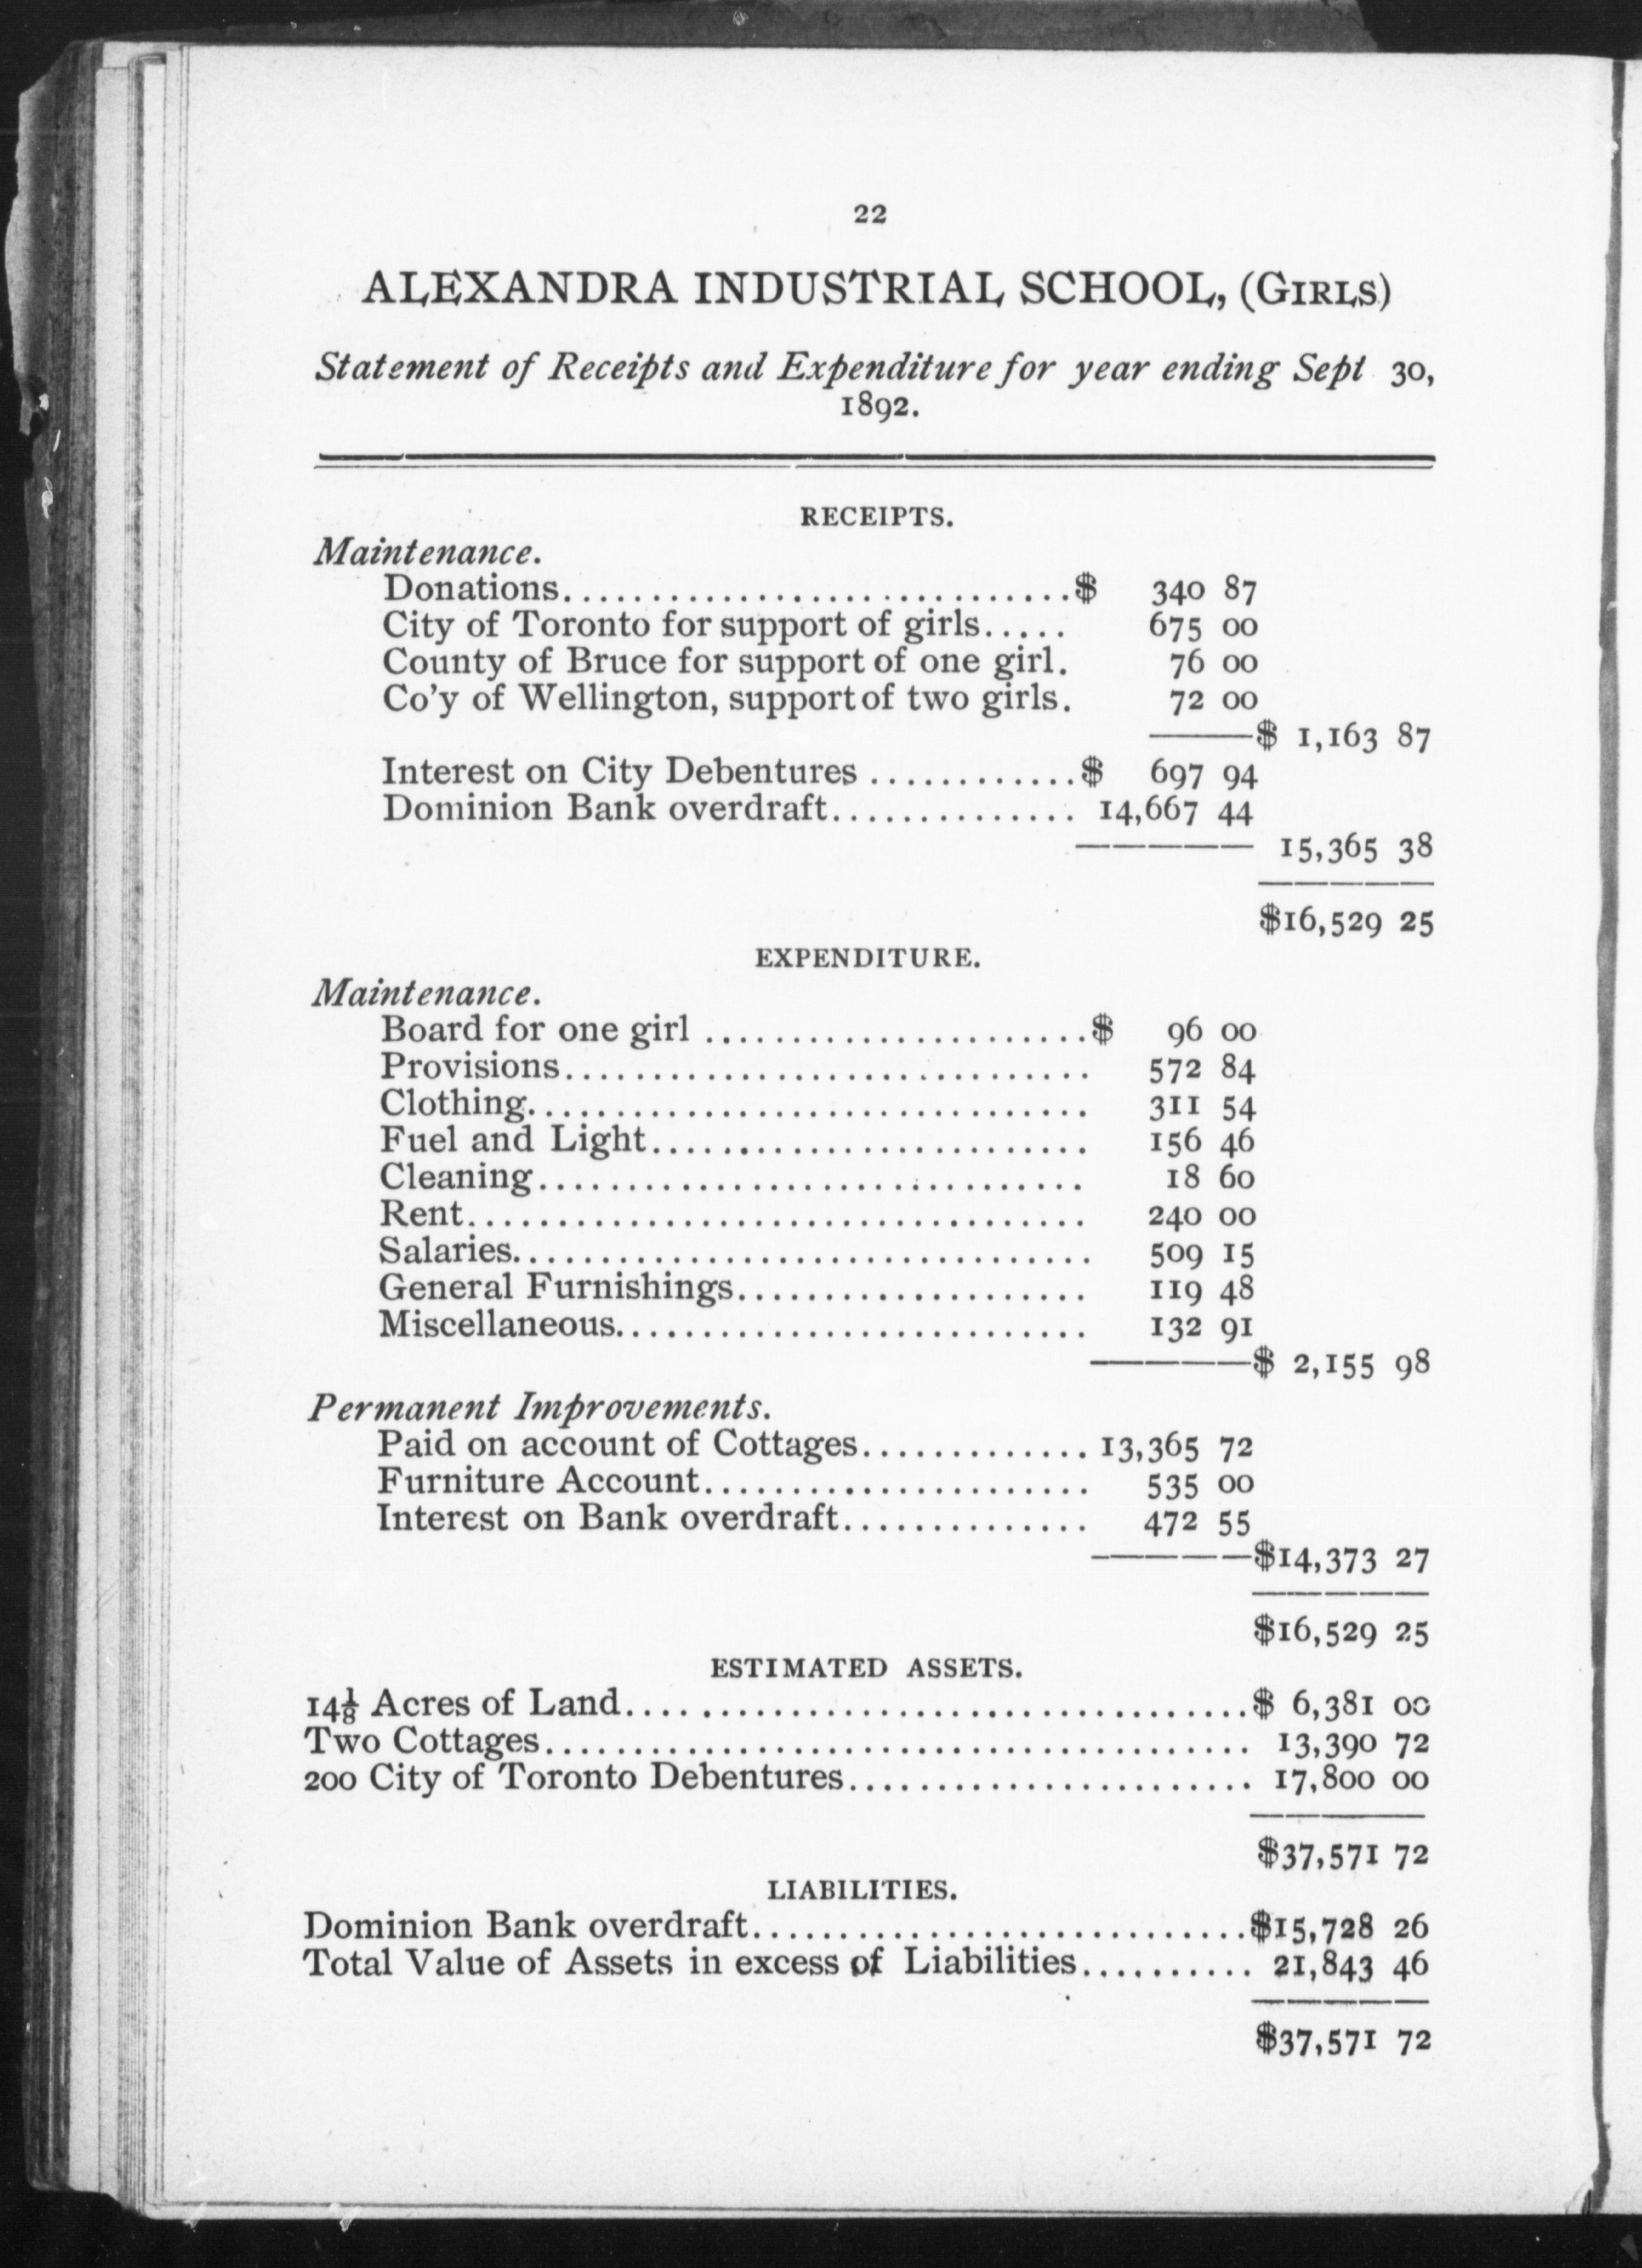 22
ALEXANDRA INDUSTRIAL SCHOOL, (GIRLS)
Statement of Receipts and Expenditure for year ending Sept 30,
1892.
RECEIPTS.
Maintenance.
Donations..............................$ 340 87
City of Toronto for support of girls..... 675 00
County of Bruce for support of one girl. 76 00
Co'y of Wellington, support of two girls. 72 00
$ 1,163 87
Interest on City Debentures ............$ 697 94
Dominion Bank overdraft.............. 14,667 44
15,365 38
$16,529 25
EXPENDITURE.
Maintenance.
Board for one girl ......................$ 96 00
Provisions.............................. 572 84
Clothing................................ 311 54
Fuel and Light......................... 156 46
Cleaning............................... 18 60
Rent................................... 240 00
Salaries................................. 509 15
General Furnishings.................... 119 48
Miscellaneous........................... 132 91
$ 2,155 98
Permanent Improvements.
Paid on account of Cottages............. 13,365 72
Furniture Account...................... 535 00
Interest on Bank overdraft.............. 472 55
$14,373 27
$16,529 25
ESTIMATED ASSETS.
14⅛ Acres of Land...................................$ 6,381 00
Two Cottages........................................ 13,390 72
200 City of Toronto Debentures....................... 17,800 00
$37,571 72
LIABILITIES.
Dominion Bank overdraft............................$15,728 26
Total Value of Assets in excess of Liabilities.......... 21,843 46
$37,571 72